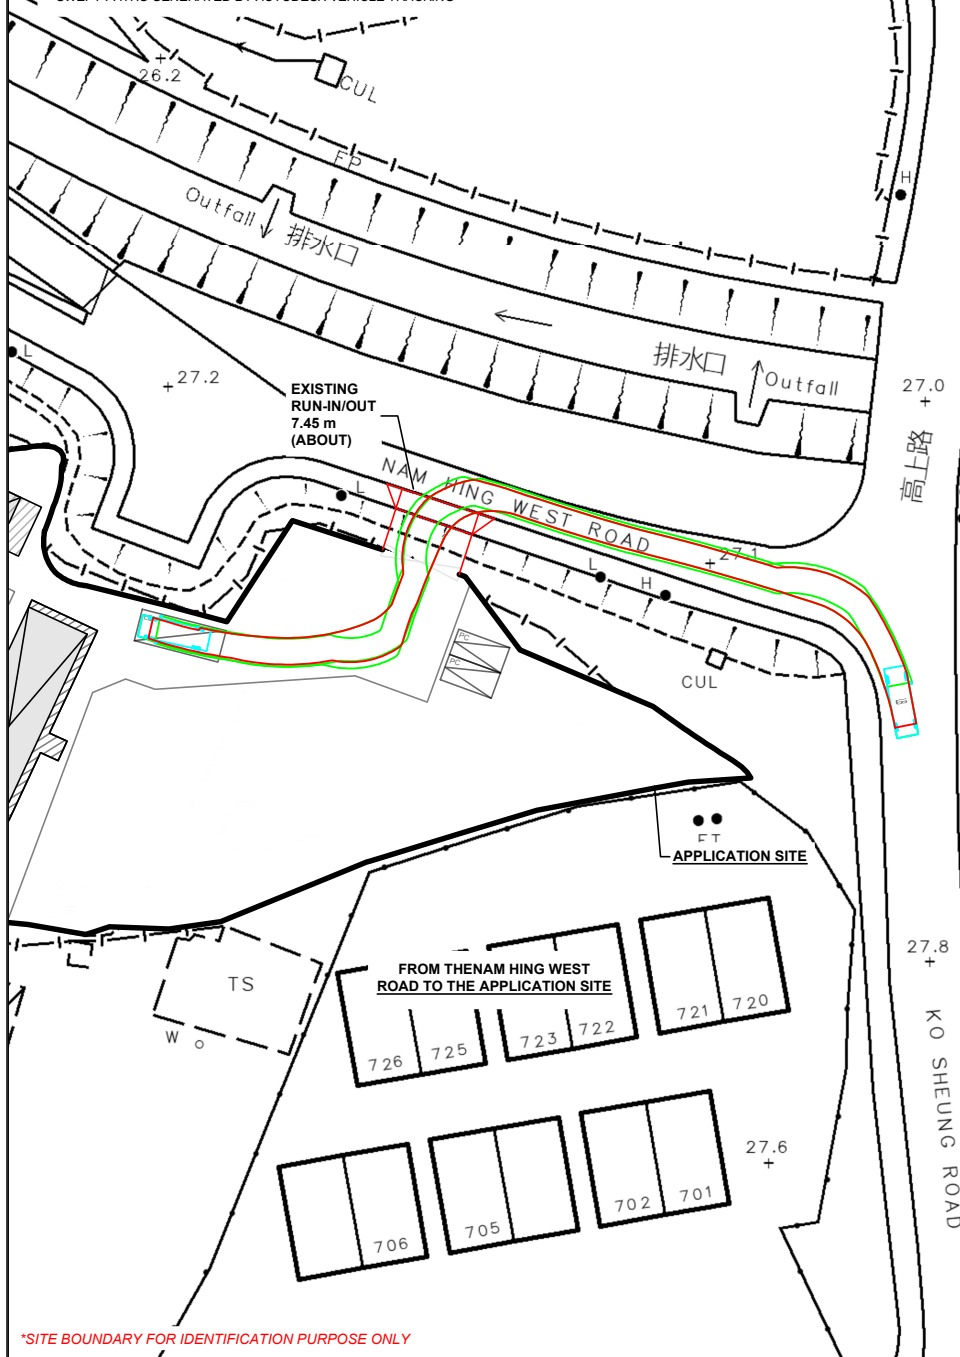 26.2
CUL
FP
H
Outfall
排水口
排水口
Outfall
L
27.2
EXISTING
RUN-IN/OUT
7.45 m
(ABOUT)
27.0
高上路
L
NAM HING WEST ROAD
27.1
L
H
PC
PC
CUL
APPLICATION SITE
27.8
FROM THENAM HING WEST
ROAD TO THE APPLICATION SITE
TS
W
726
725
723
722
721
720
KO SHEUNG ROAD
27.6
706
705
702
701
*SITE BOUNDARY FOR IDENTIFICATION PURPOSE ONLY